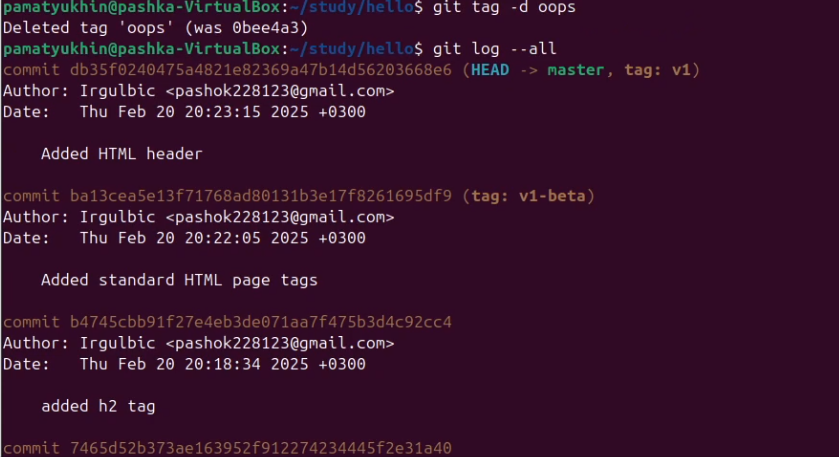 pamatyukhin@pashka-VirtualBox:~/study/hello$ git tag -d oops
Deleted tag 'oops' (was 0bee4a3)
pamatyukhin@pashka-VirtualBox:~/study/hello$ git log --all
commit db35f0240475a4821e82369a47b14d56203668e6 (HEAD -> master, tag: v1)
Author: Irgulbic <pashok228123@gmail.com>
Date:   Thu Feb 20 20:23:15 2025 +0300
    Added HTML header
commit ba13cea5e13f71768ad80131b3e17f8261695df9 (tag: v1-beta)
Author: Irgulbic <pashok228123@gmail.com>
Date:   Thu Feb 20 20:22:05 2025 +0300
    Added standard HTML page tags
commit b4745cbb91f27e4eb3de071aa7f475b3d4c92cc4
Author: Irgulbic <pashok228123@gmail.com>
Date:   Thu Feb 20 20:18:34 2025 +0300
    added h2 tag
commit 7465d52b373ae163952f912274234445f2e31a40